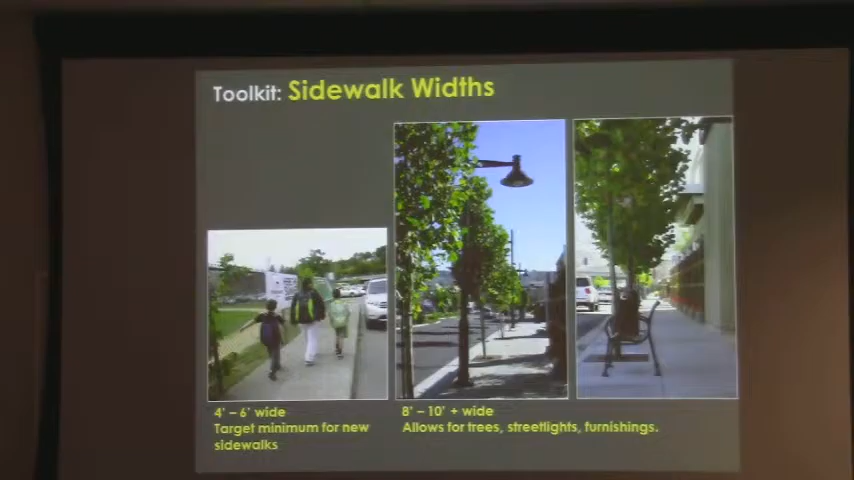 Toolkit: Sidewalk Widths
4' – 6' wide
Target minimum for new
sidewalks
8' – 10' + wide
Allows for trees, streetlights, furnishings.